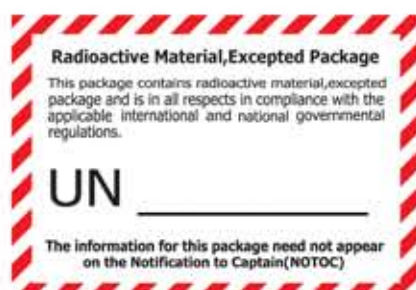 Radioactive Material,Excepted Package
This package contains radioactive material,excepted
package and is in all respects in compliance with the
applicable international and national governmental
regulations.
UN
The information for this package need not appear
on the Notification to Captain(NOTOC)